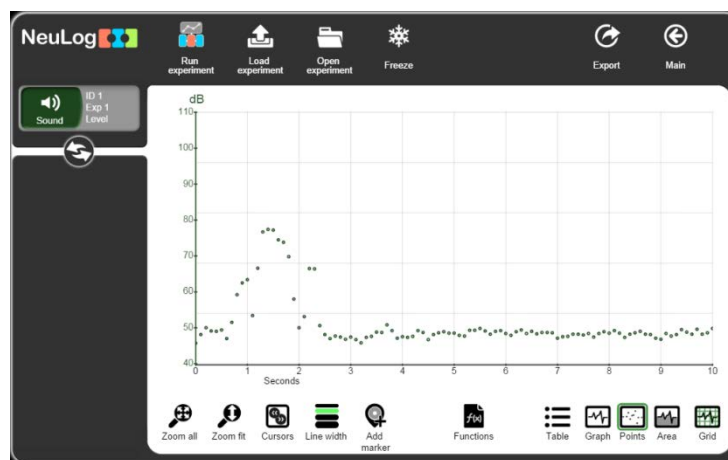 NeuLog
Run
experiment
Load
experiment
Open
experiment
Freeze
Export
Main
Sound
ID 1
Exp 1
Level
dB
110
100
90
80
70
60
50
40
0 1 2 3 4 5 6 7 8 9 10
Seconds
Zoom all
Zoom fit
Cursors
Line width
Add
marker
f(x)
Functions
Table
Graph
Points
Area
Grid